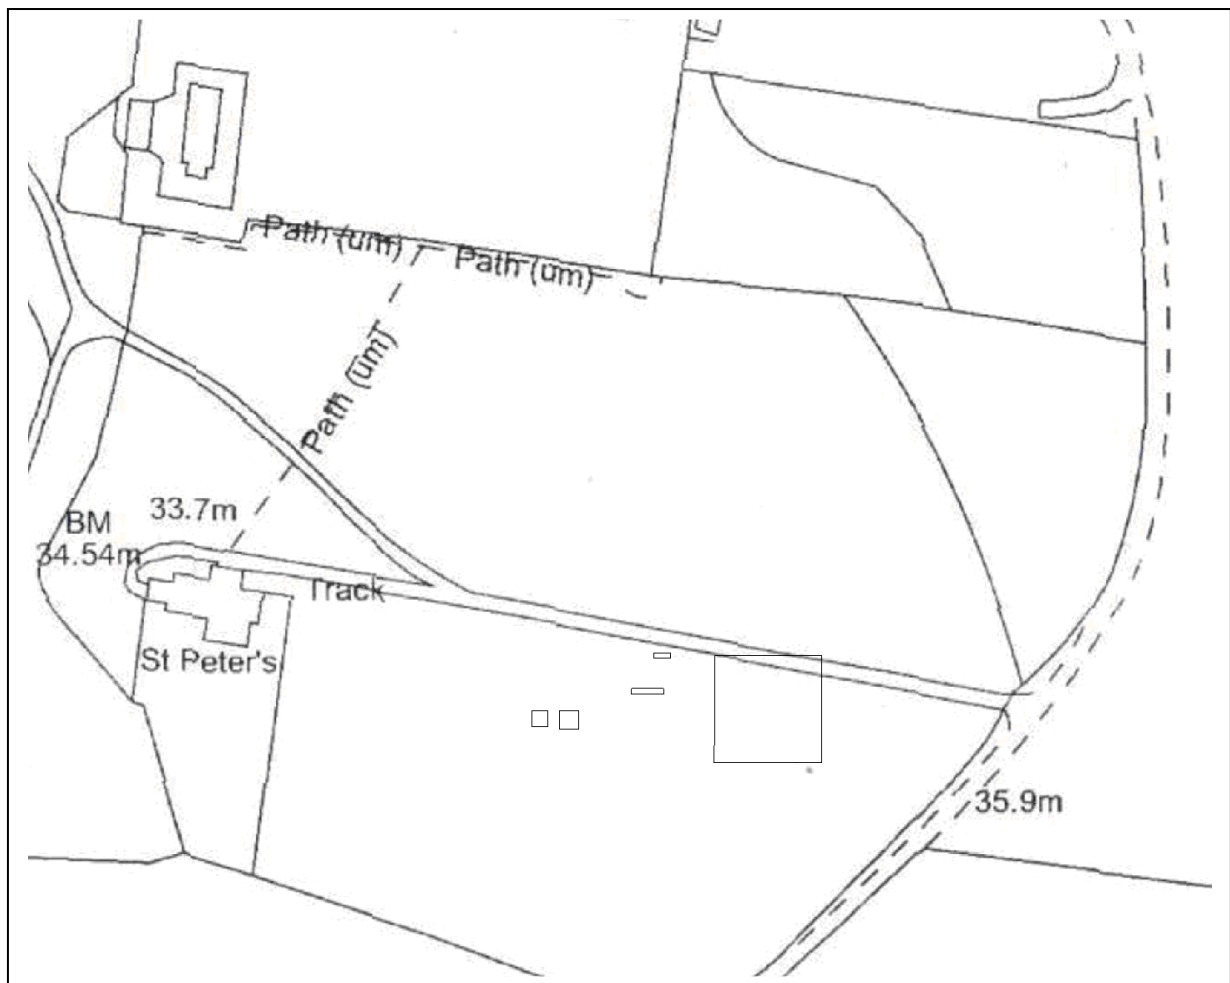 Path (um)
Path (um)
Path (um)
33.7m
BM
34.54m
Track
St Peter's
35.9m